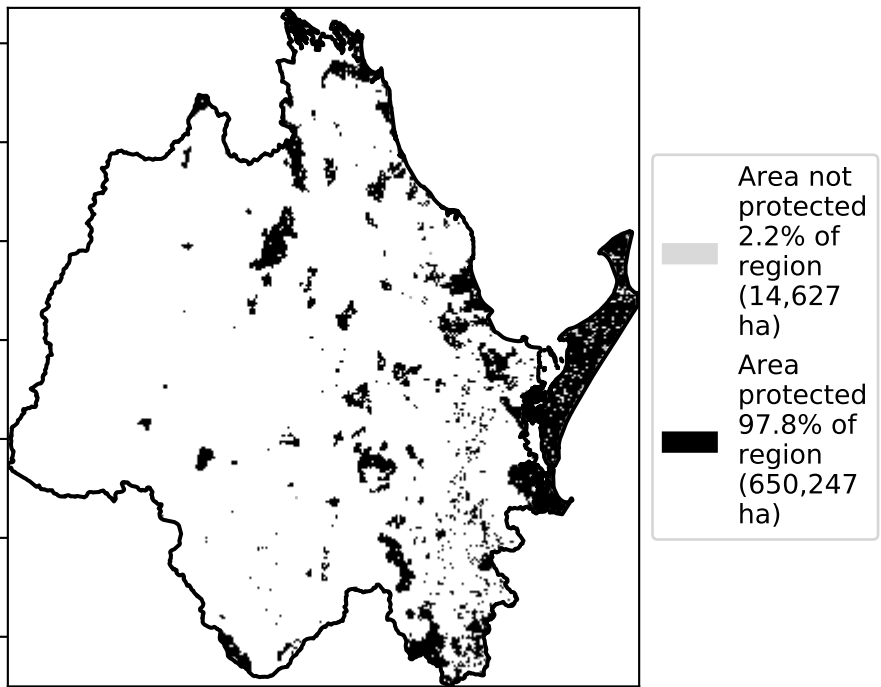 Area not
protected
2.2% of
region
(14,627
ha)
Area
protected
97.8% of
region
(650,247
ha)